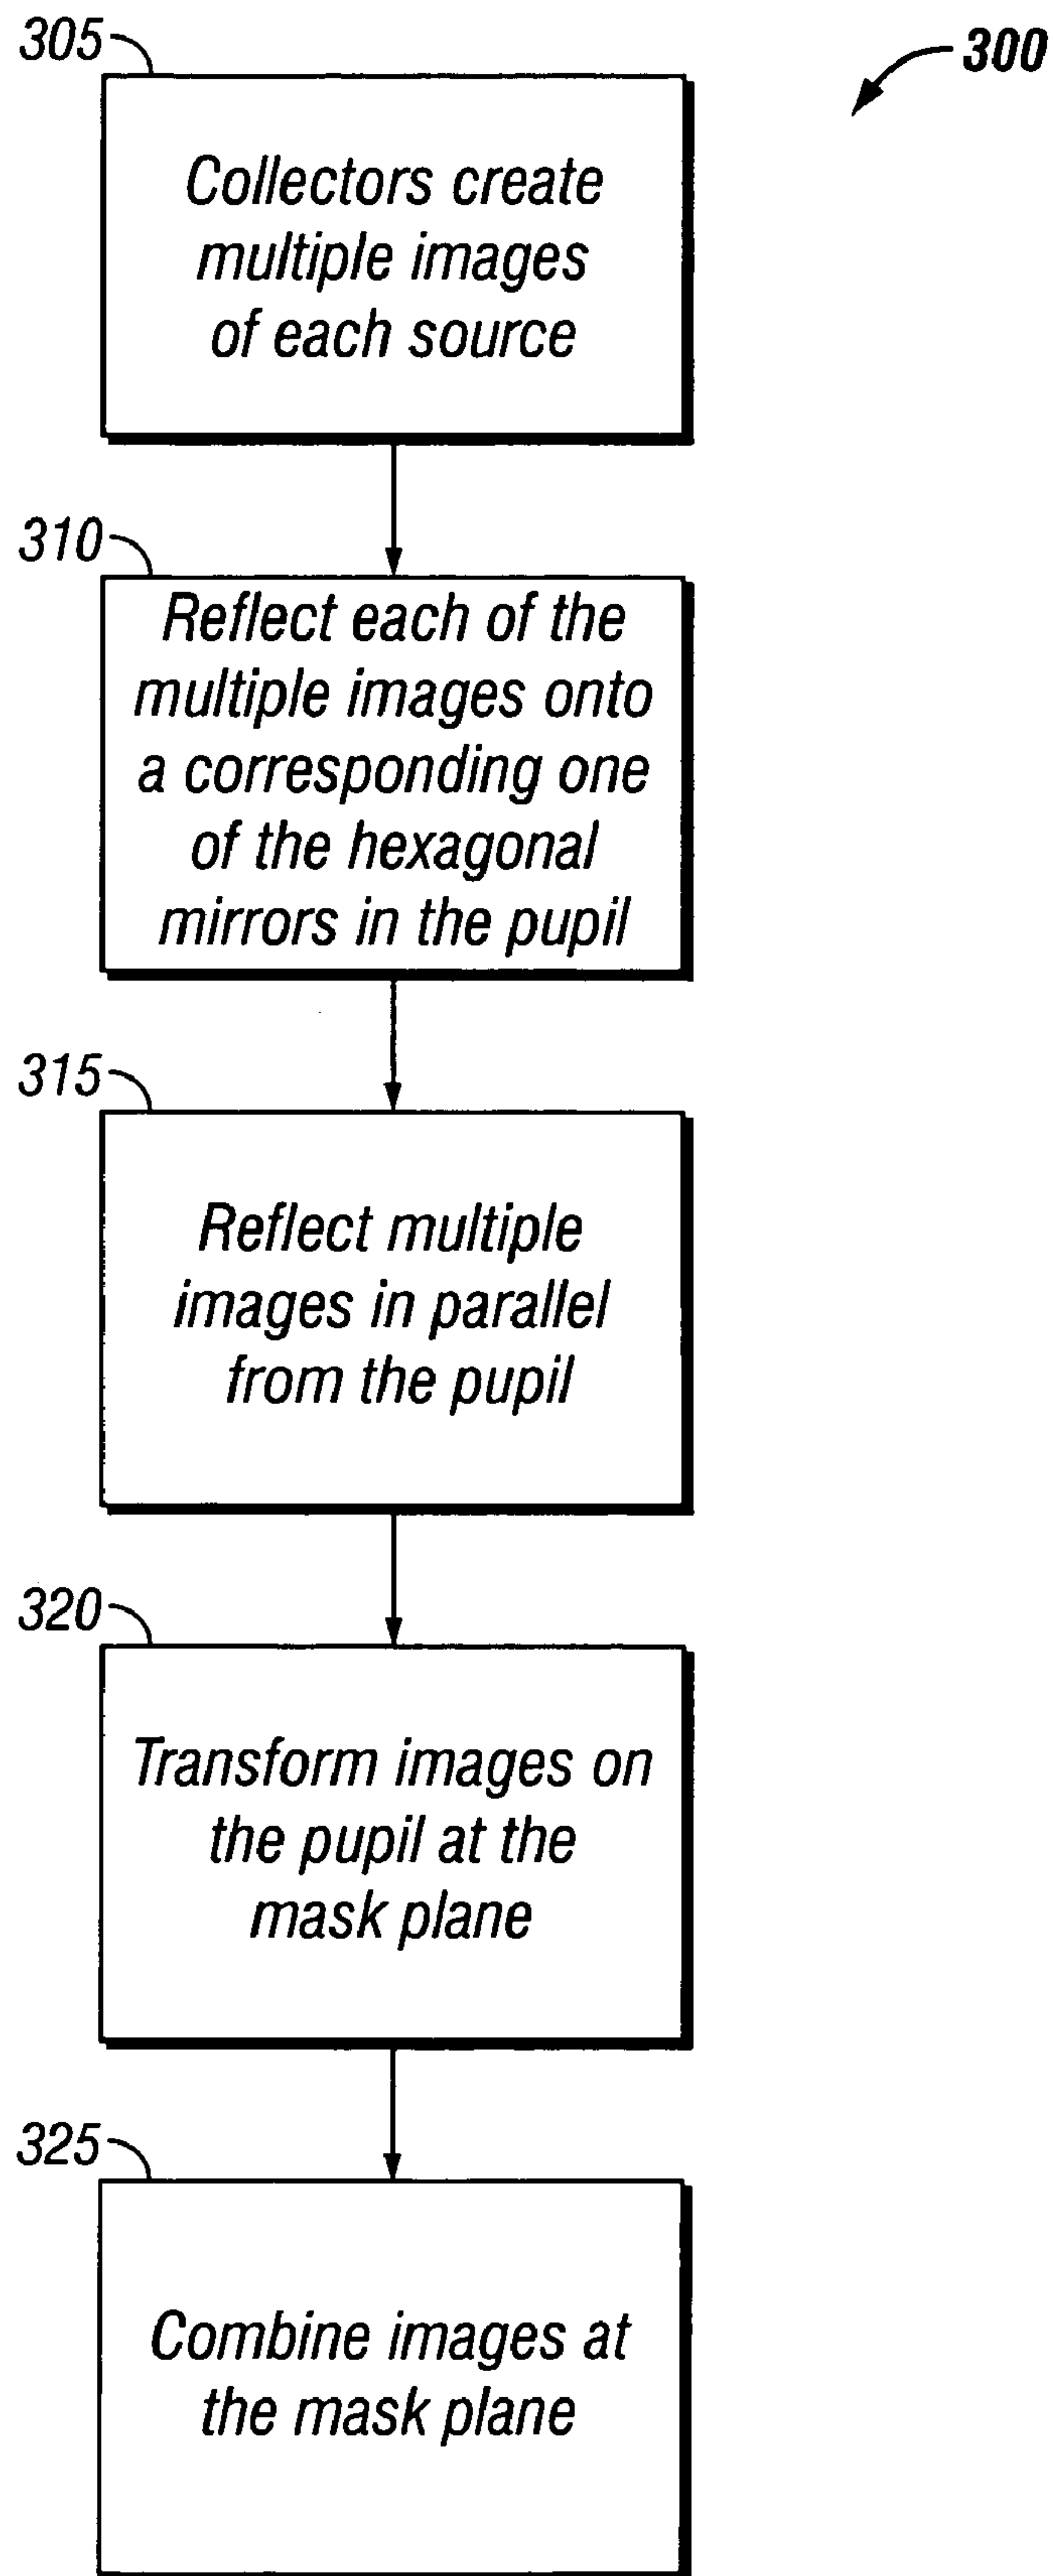 305
300
Collectors create
multiple images
of each source
310
Reflect each of the
multiple images onto
a corresponding one
of the hexagonal
mirrors in the pupil
315
Reflect multiple
images in parallel
from the pupil
320
Transform images on
the pupil at the
mask plane
325
Combine images at
the mask plane